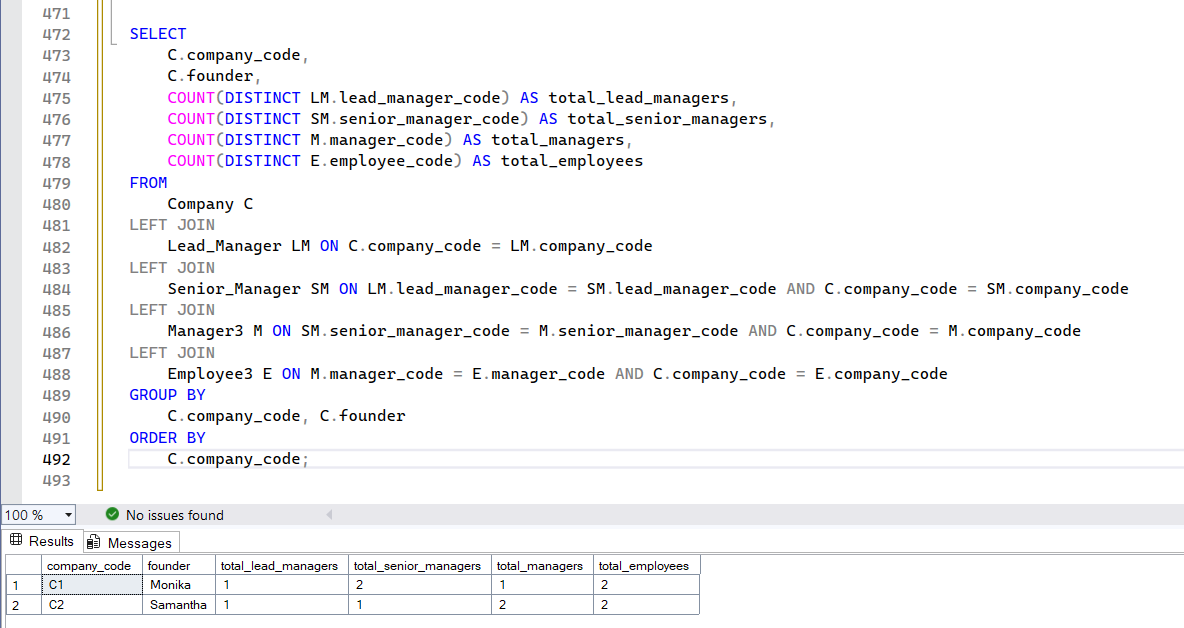 471
472 SELECT
473 C.company_code,
474 C.founder,
475 COUNT(DISTINCT LM.lead_manager_code) AS total_lead_managers,
476 COUNT(DISTINCT SM.senior_manager_code) AS total_senior_managers,
477 COUNT(DISTINCT M.manager_code) AS total_managers,
478 COUNT(DISTINCT E.employee_code) AS total_employees
479 FROM
480 Company C
481 LEFT JOIN
482 Lead_Manager LM ON C.company_code = LM.company_code
483 LEFT JOIN
484 Senior_Manager SM ON LM.lead_manager_code = SM.lead_manager_code AND C.company_code = SM.company_code
485 LEFT JOIN
486 Manager3 M ON SM.senior_manager_code = M.senior_manager_code AND C.company_code = M.company_code
487 LEFT JOIN
488 Employee3 E ON M.manager_code = E.manager_code AND C.company_code = E.company_code
489 GROUP BY
490 C.company_code, C.founder
491 ORDER BY
492 C.company_code;
493
100 % No issues found
Results Messages
company_code founder total_lead_managers total_senior_managers total_managers total_employees
1 C1 Monika 1 2 1 2
2 C2 Samantha 1 1 2 2